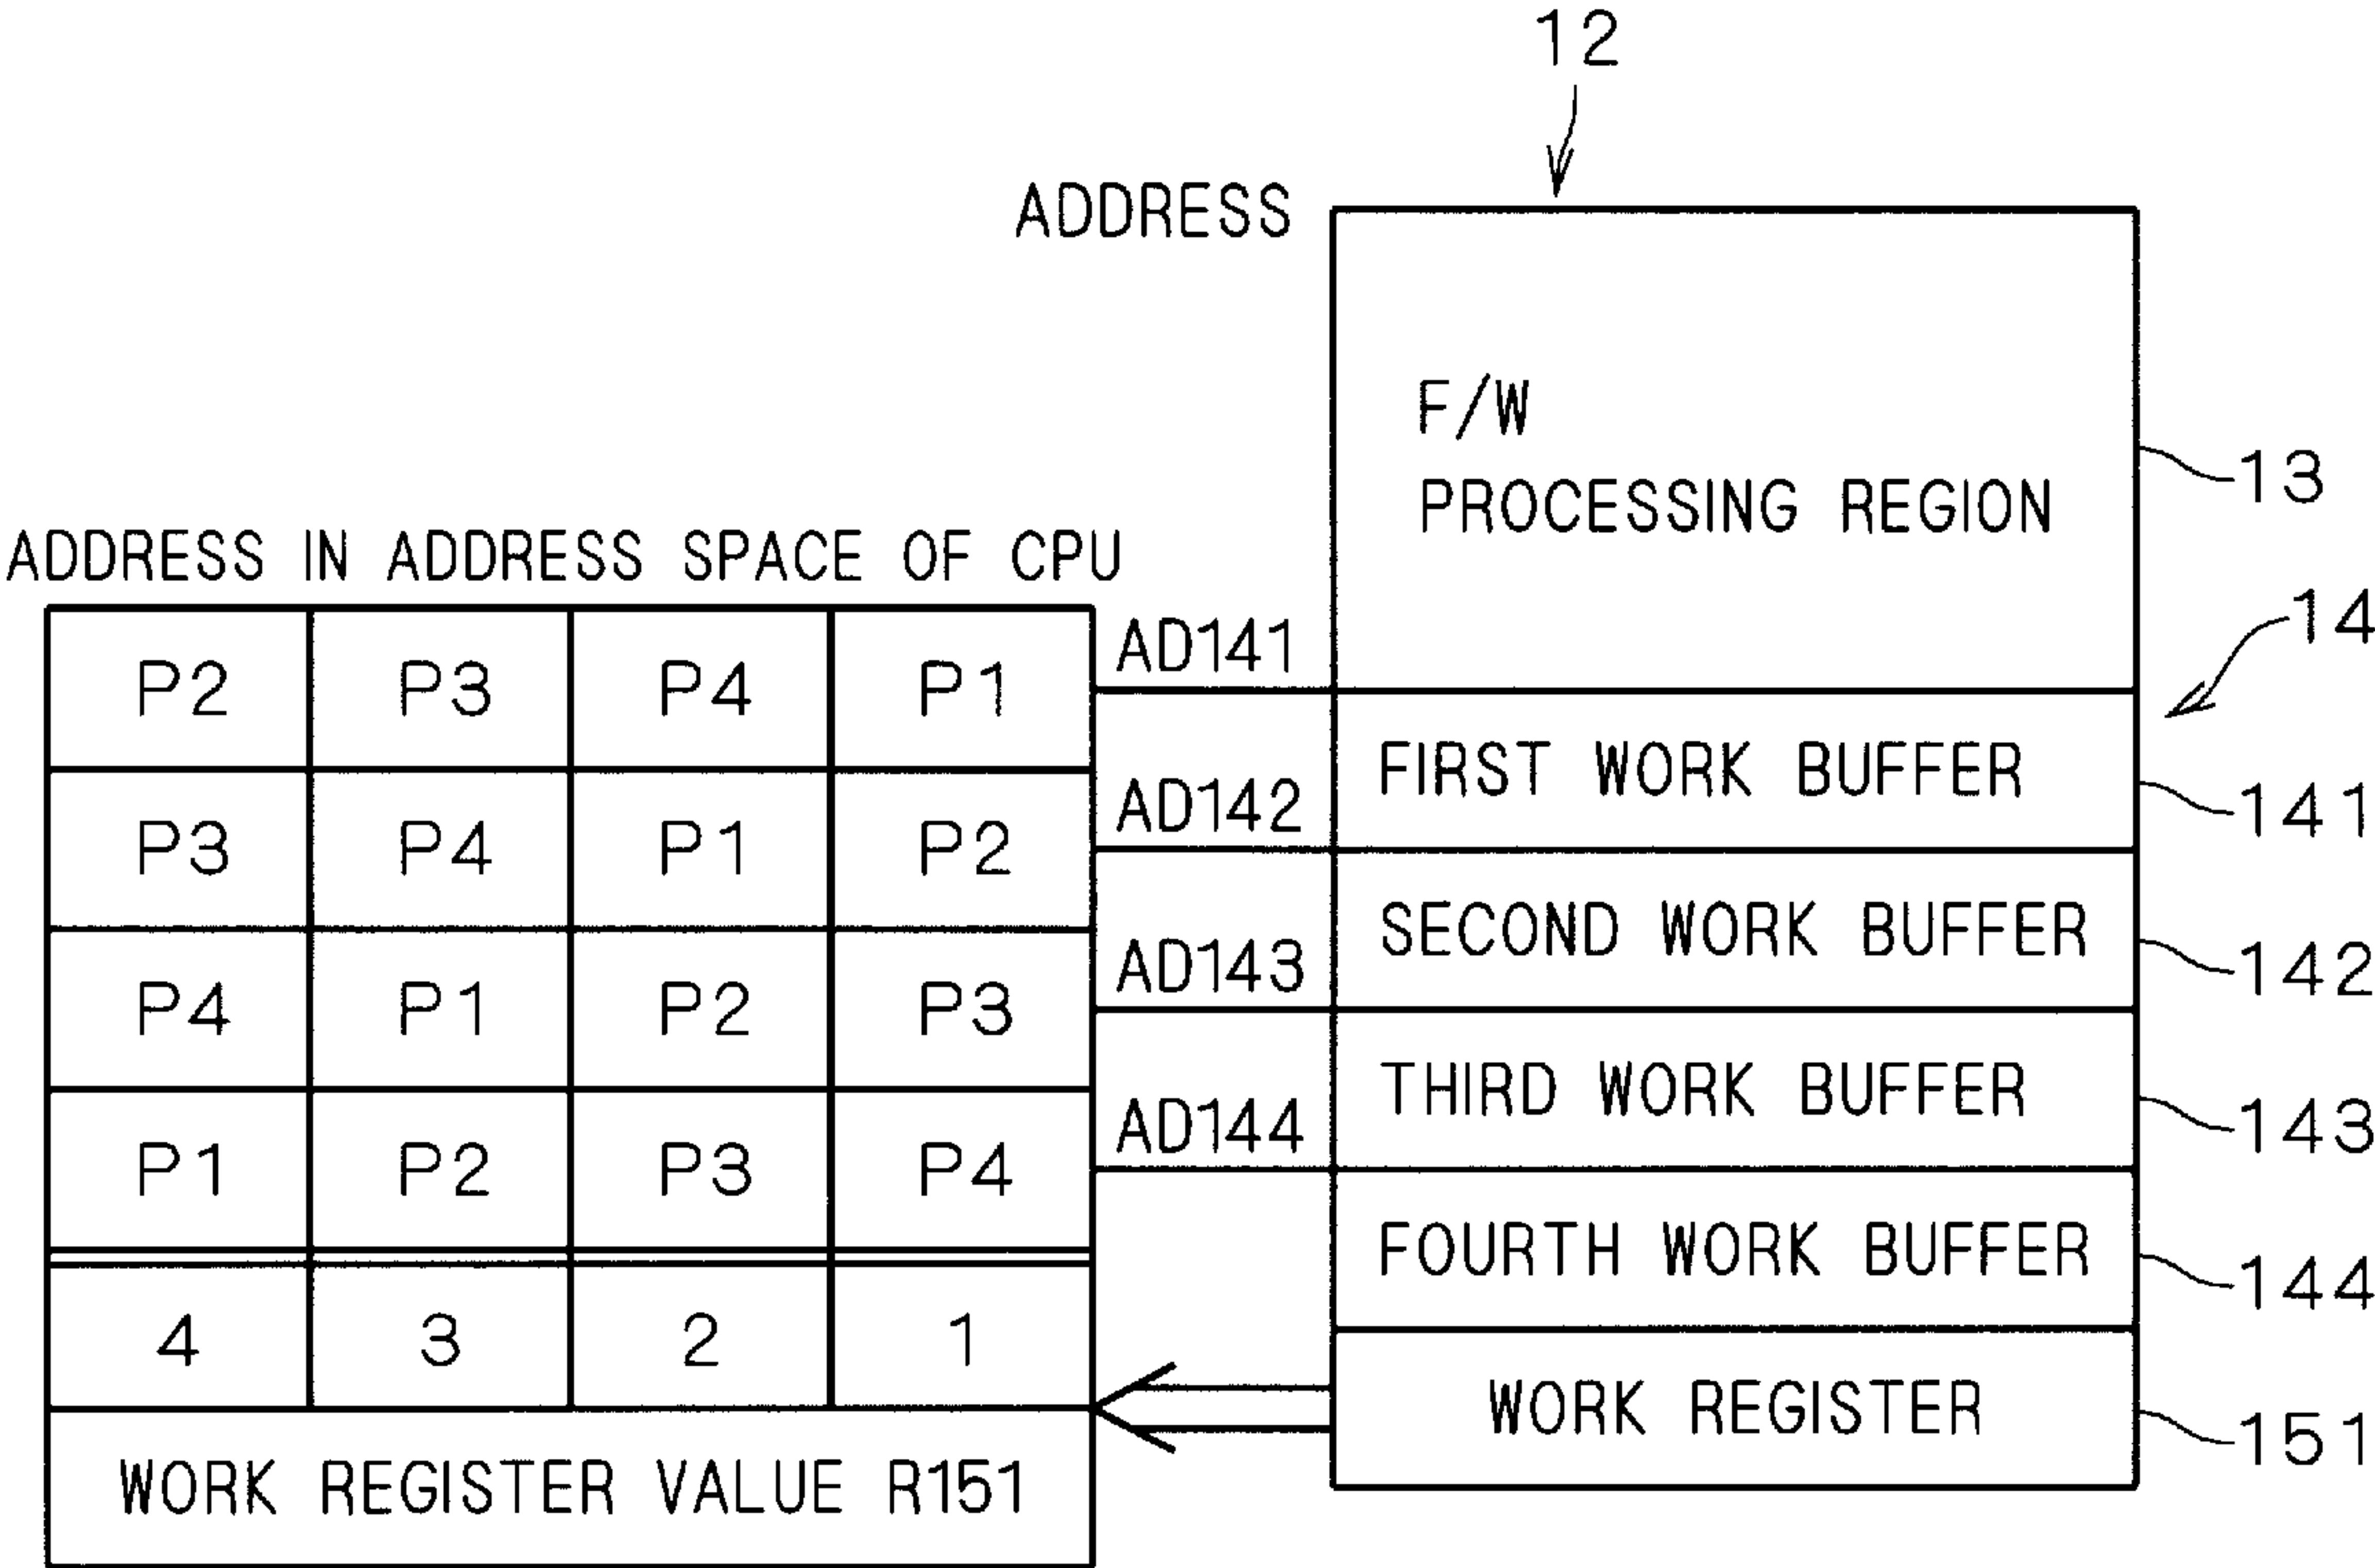 12
ADDRESS
F/W
PROCESSING REGION
13
ADDRESS IN ADDRESS SPACE OF CPU
14
P2 P3 P4 P1
AD141
FIRST WORK BUFFER
141
P3 P4 P1 P2
AD142
SECOND WORK BUFFER
142
P4 P1 P2 P3
AD143
THIRD WORK BUFFER
143
P1 P2 P3 P4
AD144
FOURTH WORK BUFFER
144
4 3 2 1
WORK REGISTER
151
WORK REGISTER VALUE R151